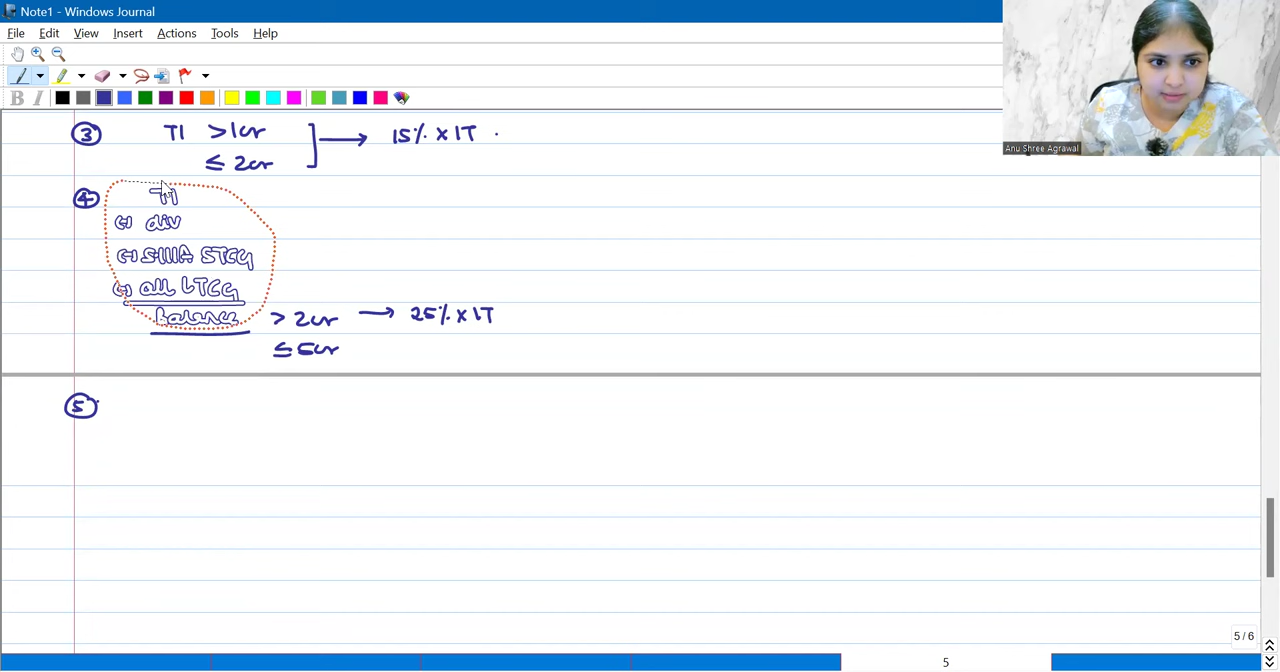 Note1 - Windows Journal
File Edit View Insert Actions Tools Help
B I
Anu Shree Agrawal
③ TI >1cr → 15% x IT
≤ 2cr
④ TI
(-) div
(-) S.111A STCG
(-) all LTCG
balance > 2cr → 25% x IT
≤ 5cr
⑤
5/6
5